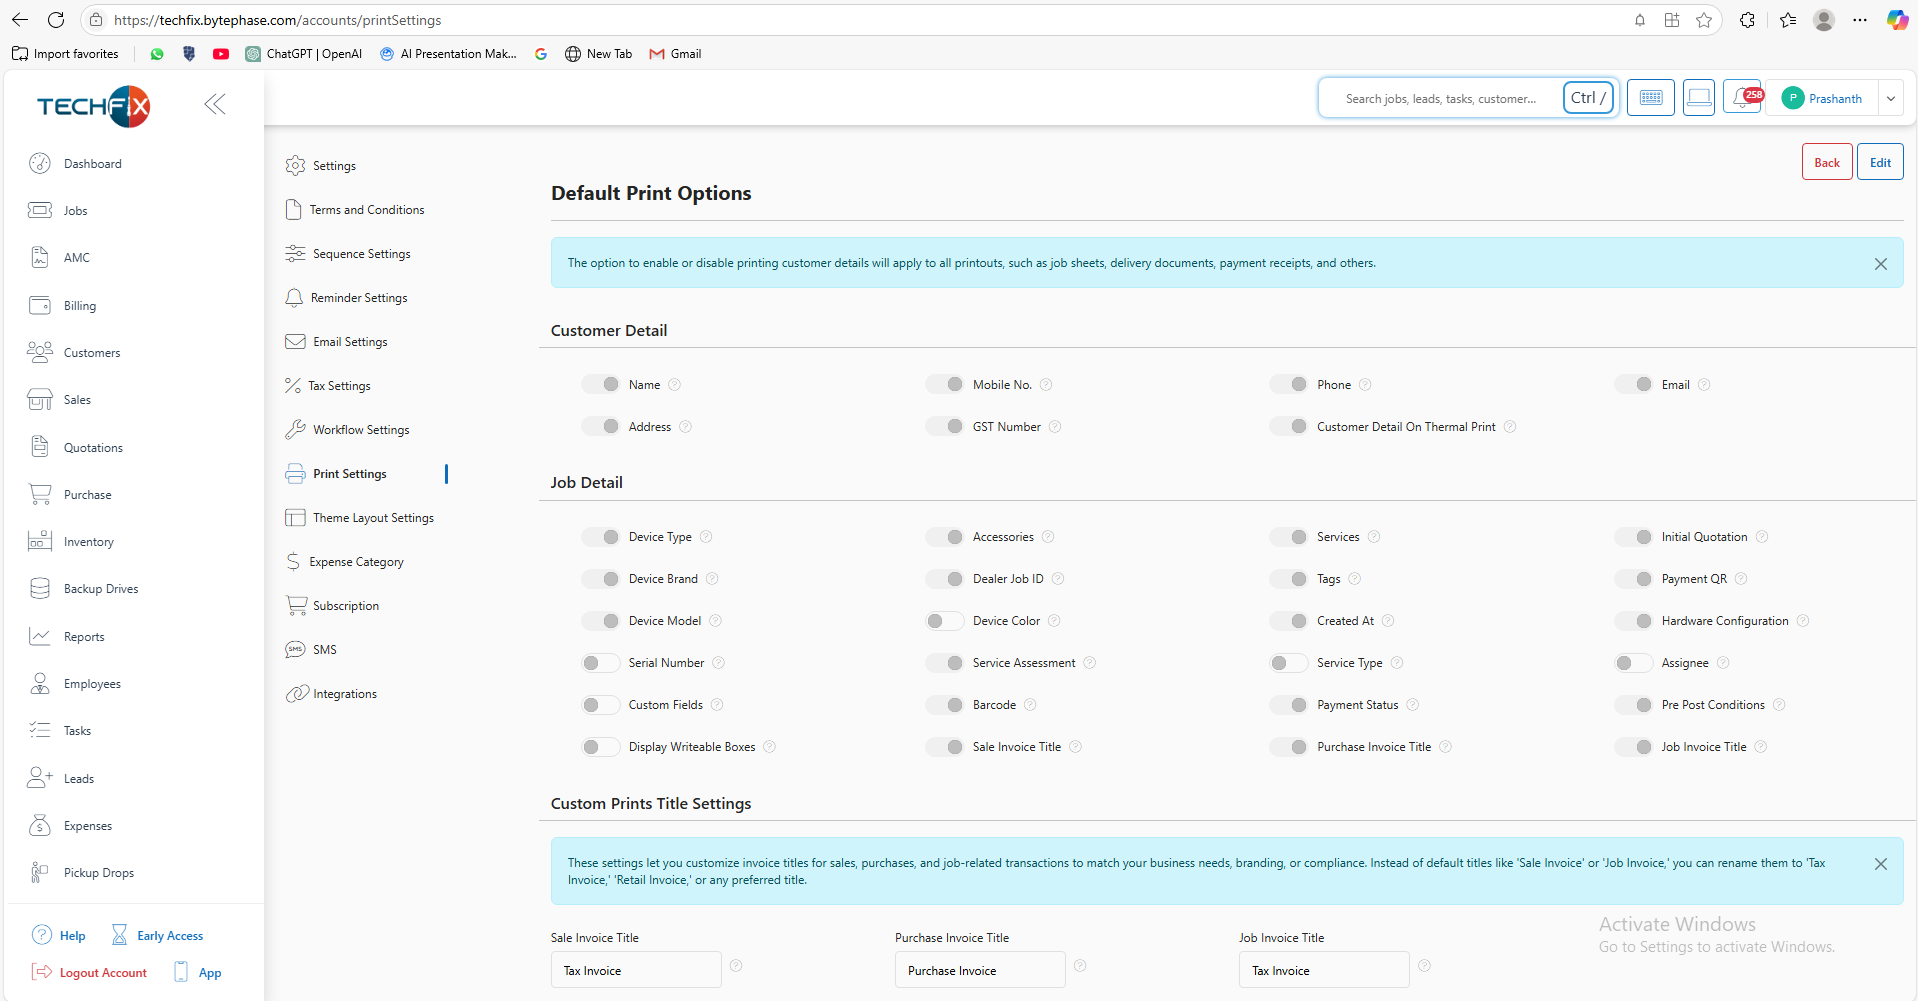 https://techfix.bytephase.com/accounts/printSettings
Import favorites
ChatGPT | OpenAI
AI Presentation Mak...
New Tab
Gmail
TECHFIX
Search jobs, leads, tasks, customer...
Ctrl /
258
P
Prashanth
Dashboard
Jobs
AMC
Billing
Customers
Sales
Quotations
Purchase
Inventory
Backup Drives
Reports
Employees
Tasks
Leads
Expenses
Pickup Drops
Help
Early Access
Logout Account
App
Settings
Terms and Conditions
Sequence Settings
Reminder Settings
Email Settings
Tax Settings
Workflow Settings
Print Settings
Theme Layout Settings
Expense Category
Subscription
SMS
SMS
Integrations
Back
Edit
Default Print Options
The option to enable or disable printing customer details will apply to all printouts, such as job sheets, delivery documents, payment receipts, and others.
Customer Detail
Name
Mobile No.
Phone
Email
Address
GST Number
Customer Detail On Thermal Print
Job Detail
Device Type
Accessories
Services
Initial Quotation
Device Brand
Dealer Job ID
Tags
Payment QR
Device Model
Device Color
Created At
Hardware Configuration
Serial Number
Service Assessment
Service Type
Assignee
Custom Fields
Barcode
Payment Status
Pre Post Conditions
Display Writeable Boxes
Sale Invoice Title
Purchase Invoice Title
Job Invoice Title
Custom Prints Title Settings
These settings let you customize invoice titles for sales, purchases, and job-related transactions to match your business needs, branding, or compliance. Instead of default titles like 'Sale Invoice' or 'Job Invoice,' you can rename them to 'Tax
Invoice,' 'Retail Invoice,' or any preferred title.
Sale Invoice Title
Purchase Invoice Title
Job Invoice Title
Tax Invoice
Purchase Invoice
Tax Invoice
Activate Windows
Go to Settings to activate Windows.